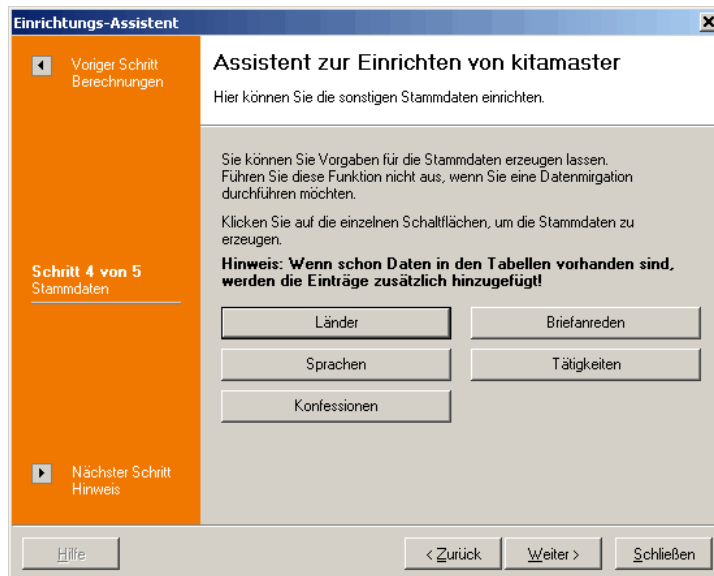 Einrichtungs-Assistent
Voriger Schritt
Berechnungen
Assistent zur Einrichten von kitamaster
Hier können Sie die sonstigen Stammdaten einrichten.
Sie können Sie Vorgaben für die Stammdaten erzeugen lassen.
Führen Sie diese Funktion nicht aus, wenn Sie eine Datenmirgation
durchführen möchten.
Klicken Sie auf die einzelnen Schaltflächen, um die Stammdaten zu
erzeugen.
Hinweis: Wenn schon Daten in den Tabellen vorhanden sind,
werden die Einträge zusätzlich hinzugefügt!
Schritt 4 von 5
Stammdaten
Länder
Briefanreden
Sprachen
Tätigkeiten
Konfessionen
Nächster Schritt
Hinweis
Hilfe
< Zurück
Weiter >
Schließen